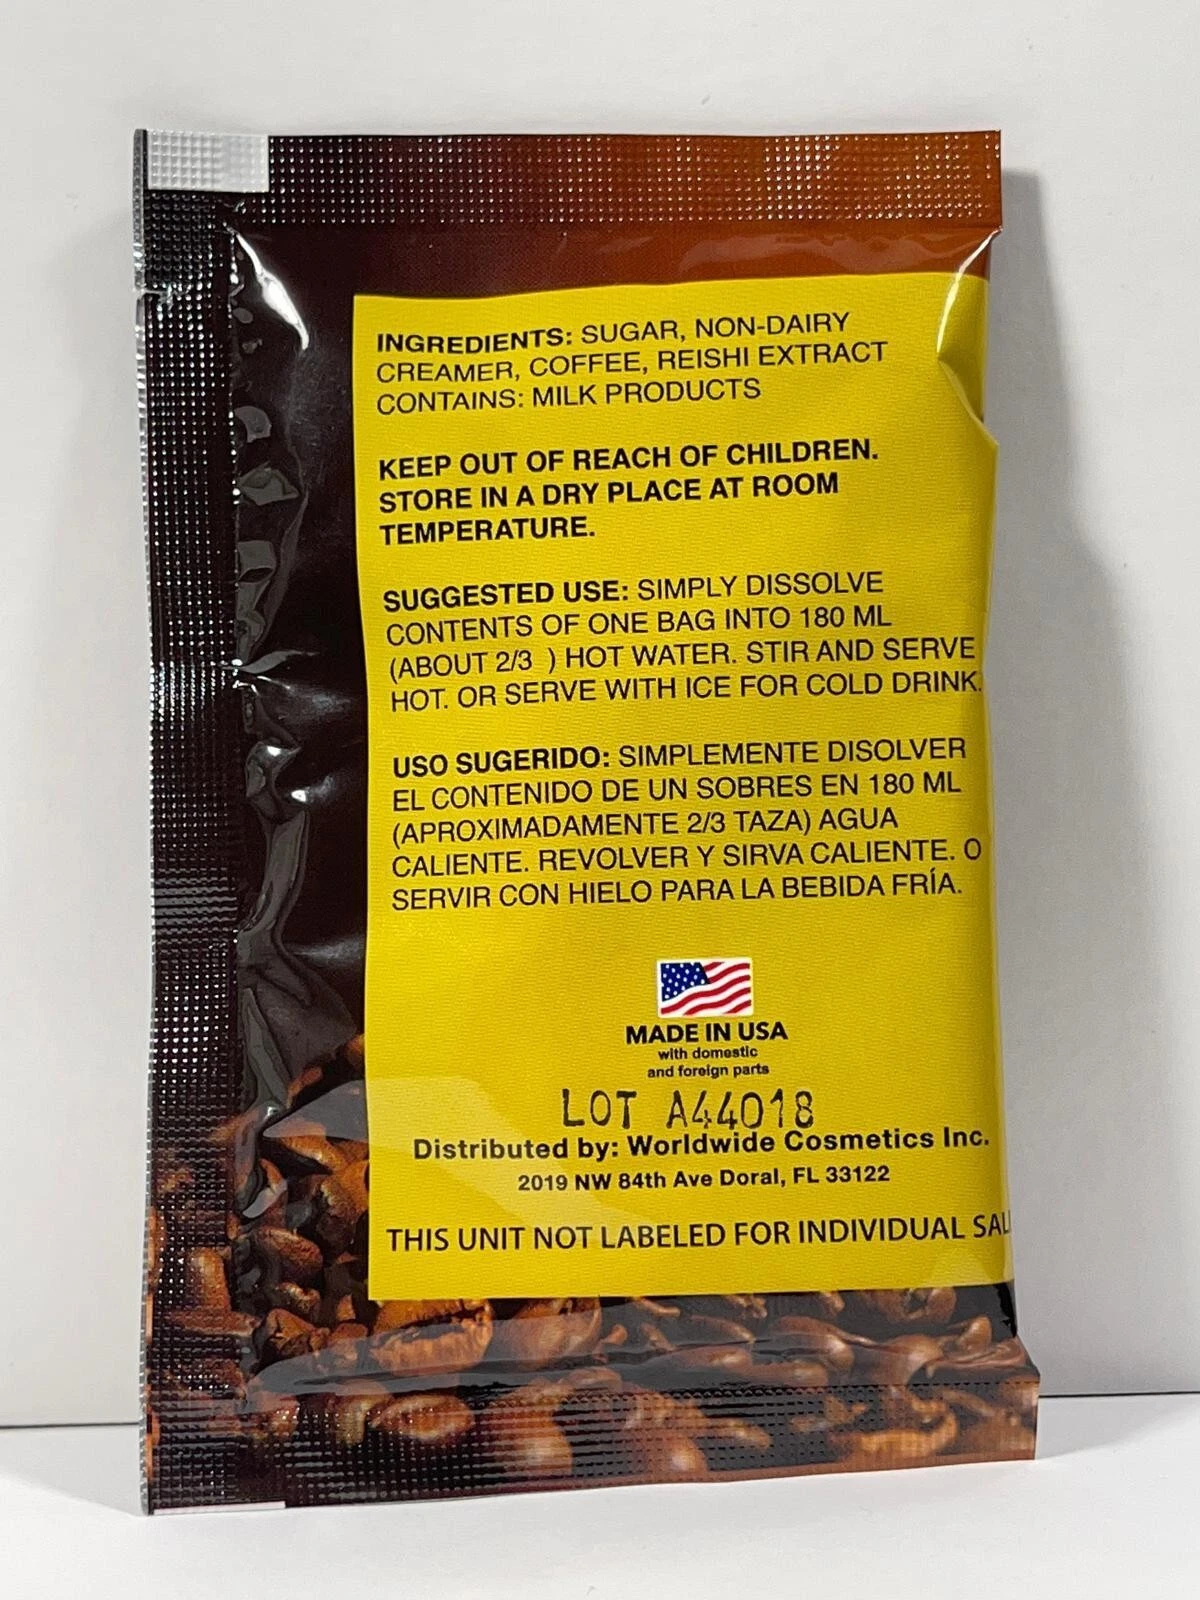 INGREDIENTS: SUGAR, NON-DAIRY
CREAMER, COFFEE, REISHI EXTRACT
CONTAINS: MILK PRODUCTS
KEEP OUT OF REACH OF CHILDREN.
STORE IN A DRY PLACE AT ROOM
TEMPERATURE.
SUGGESTED USE: SIMPLY DISSOLVE
CONTENTS OF ONE BAG INTO 180 ML
(ABOUT 2/3 ) HOT WATER. STIR AND SERVE
HOT. OR SERVE WITH ICE FOR COLD DRINK.
USO SUGERIDO: SIMPLEMENTE DISOLVER
EL CONTENIDO DE UN SOBRES EN 180 ML
(APROXIMADAMENTE 2/3 TAZA) AGUA
CALIENTE. REVOLVER Y SIRVA CALIENTE. O
SERVIR CON HIELO PARA LA BEBIDA FRÍA.
MADE IN USA
with domestic
and foreign parts
LOT A44018
Distributed by: Worldwide Cosmetics Inc.
2019 NW 84th Ave Doral, FL 33122
THIS UNIT NOT LABELED FOR INDIVIDUAL SAL